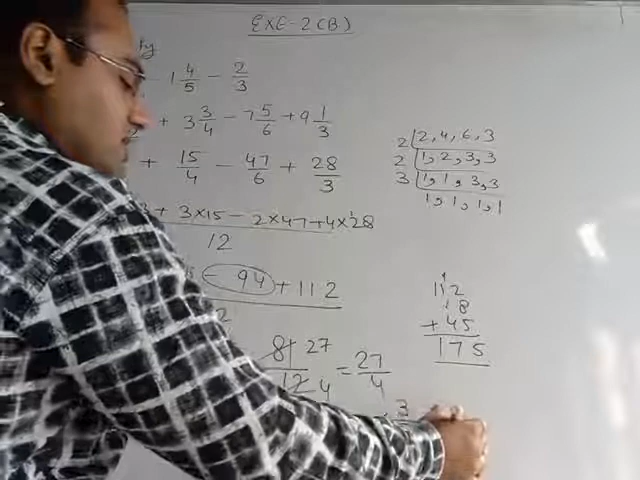 EXE-2(B)
1 4/5 - 2/3
+ 3 3/4 - 7 5/6 + 9 1/3
+ 15/4 - 47/6 + 28/3
+ 3×15 - 2×47 + 4×28
12
- 94 + 112
81 27
12 4
= 27/4
3
2 | 2, 4, 6, 3
2 | 1, 2, 3, 3
3 | 1, 1, 3, 3
1, 1, 1, 1
112
18
+ 45
175